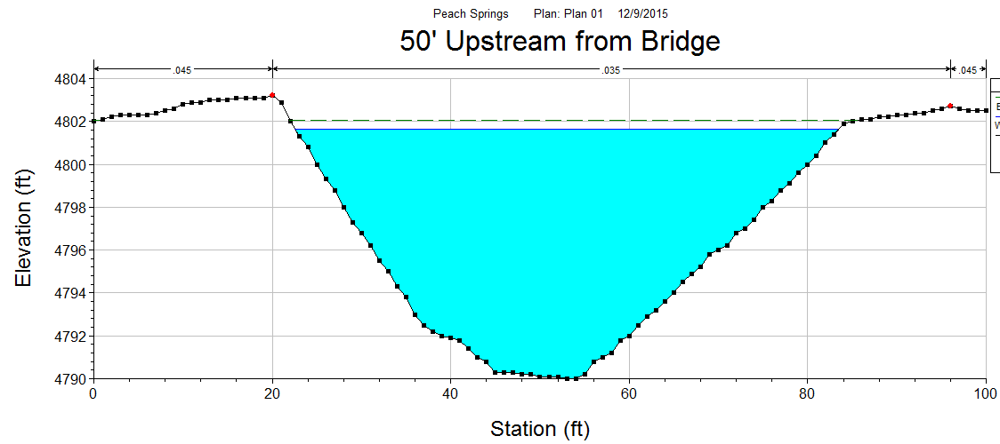 Peach Springs Plan: Plan 01 12/9/2015
50' Upstream from Bridge
.045 .035 .045
4804
4802
4800
4798
4796
4794
4792
4790
0 20 40 60 80 100
Elevation (ft)
Station (ft)